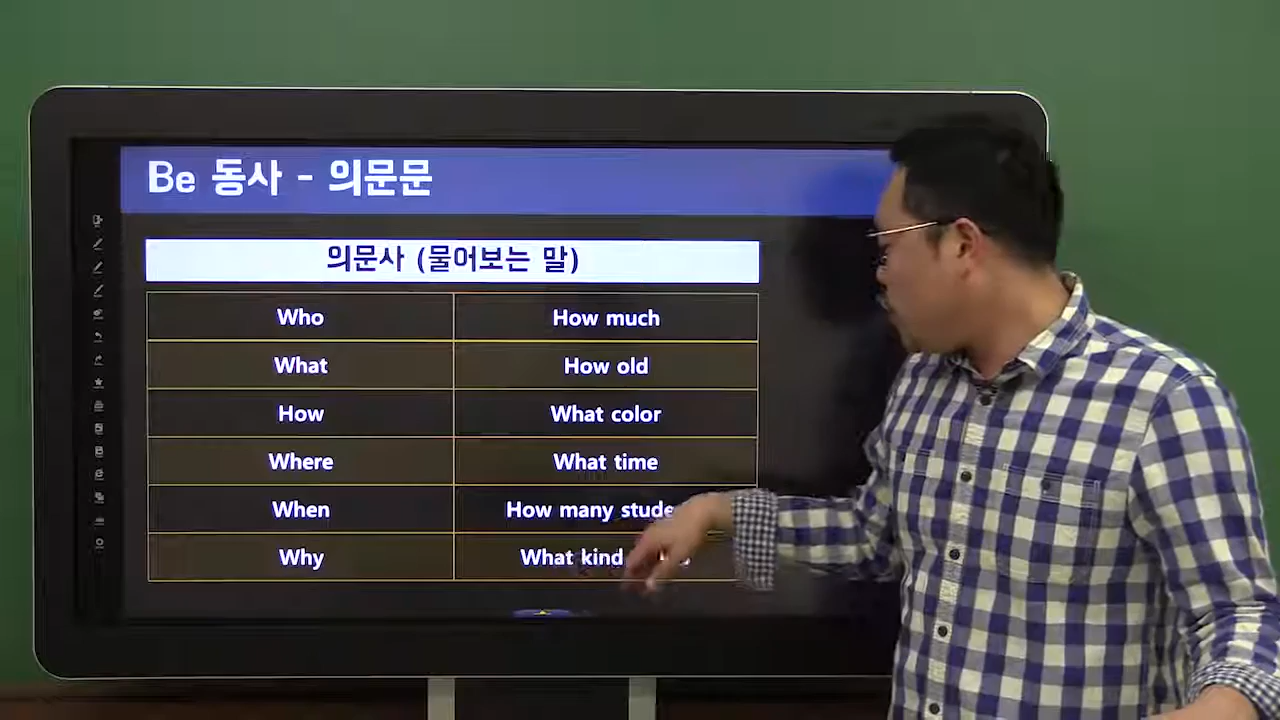 Be 동사 - 의문문
의문사 (물어보는 말)
Who
How much
What
How old
How
What color
Where
What time
When
How many
Why
What kind